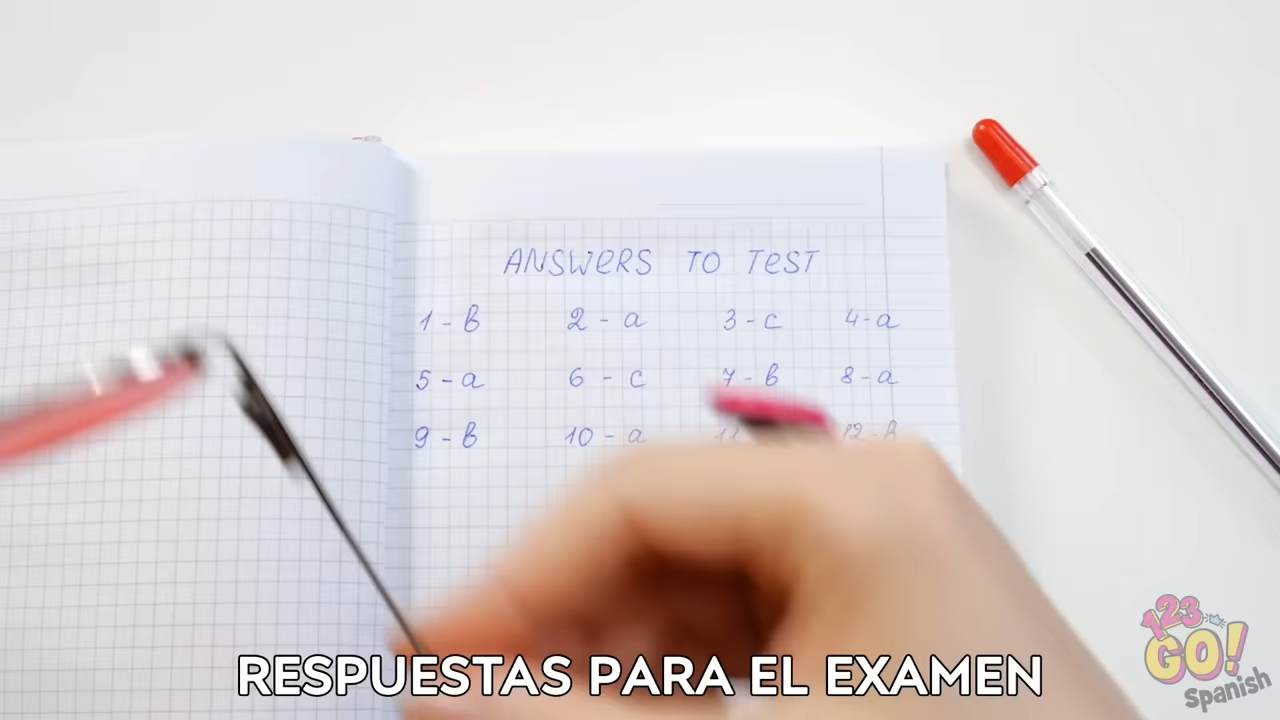 ANSWERS TO TEST
1 - b 2 - a 3 - c 4 - a
5 - a 6 - c 7 - b 8 - a
9 - b 10 - a 12 - b
RESPUESTAS PARA EL EXAMEN
123
GO!
Spanish